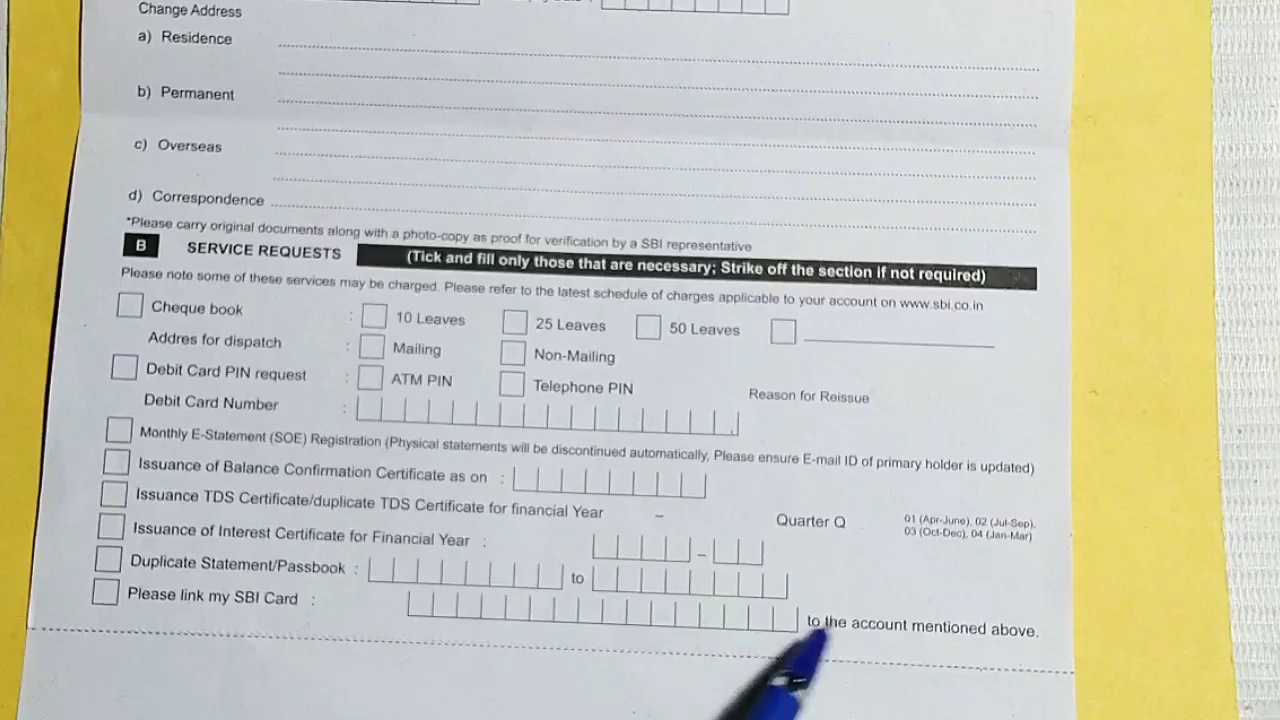 Change Address
a) Residence
b) Permanent
c) Overseas
d) Correspondence
*Please carry original documents along with a photo-copy as proof for verification by a SBI representative
B SERVICE REQUESTS (Tick and fill only those that are necessary; Strike off the section if not required)
Please note some of these services may be charged. Please refer to the latest schedule of charges applicable to your account on www.sbi.co.in
Cheque book : 10 Leaves 25 Leaves 50 Leaves
Addres for dispatch : Mailing Non-Mailing
Debit Card PIN request : ATM PIN Telephone PIN Reason for Reissue
Debit Card Number :
Monthly E-Statement (SOE) Registration (Physical statements will be discontinued automatically. Please ensure E-mail ID of primary holder is updated)
Issuance of Balance Confirmation Certificate as on :
Issuance TDS Certificate/duplicate TDS Certificate for financial Year – Quarter Q 01 (Apr-June), 02 (Jul-Sep),
03 (Oct-Dec), 04 (Jan-Mar)
Issuance of Interest Certificate for Financial Year : –
Duplicate Statement/Passbook : to
Please link my SBI Card : to the account mentioned above.